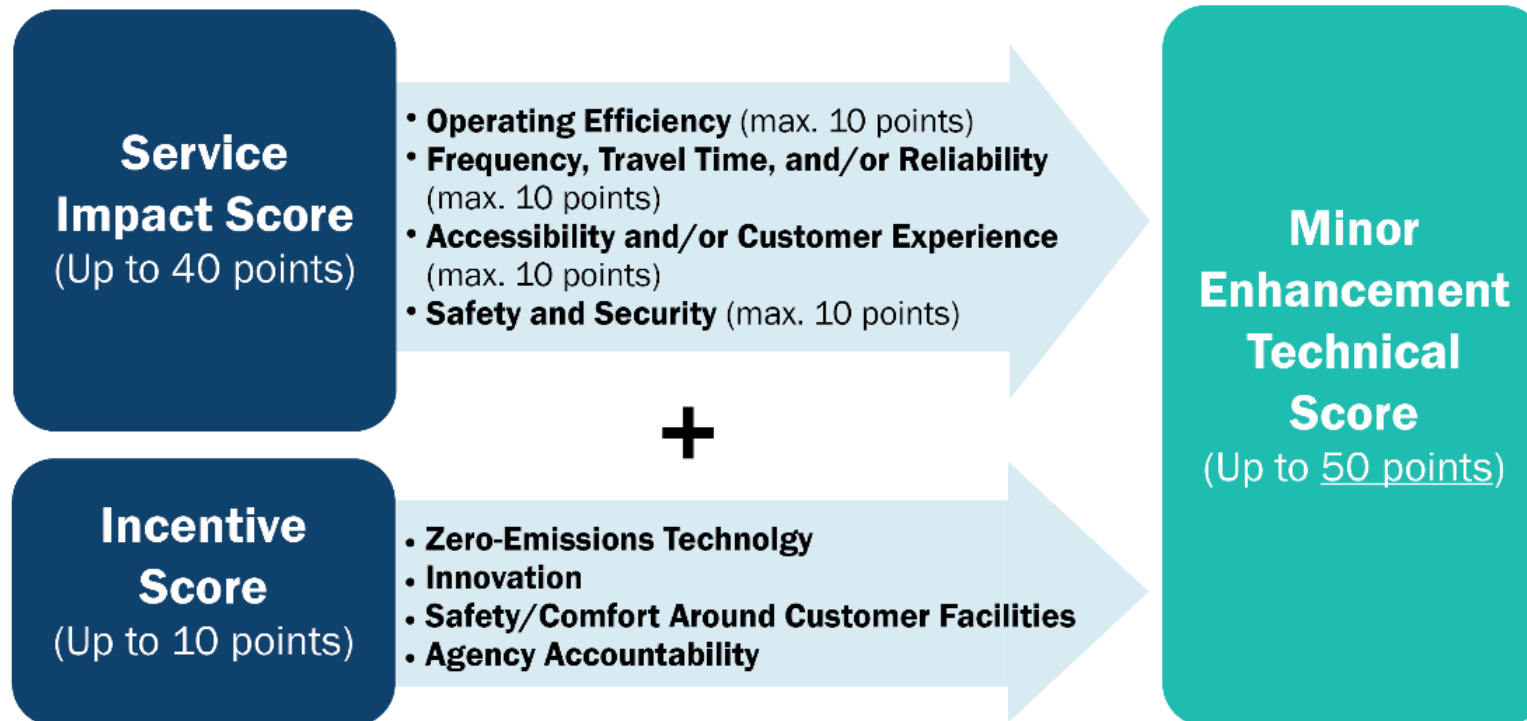 Service
Impact Score
(Up to 40 points)
• Operating Efficiency (max. 10 points)
• Frequency, Travel Time, and/or Reliability
(max. 10 points)
• Accessibility and/or Customer Experience
(max. 10 points)
• Safety and Security (max. 10 points)
+
Incentive
Score
(Up to 10 points)
• Zero-Emissions Technolgy
• Innovation
• Safety/Comfort Around Customer Facilities
• Agency Accountability
Minor
Enhancement
Technical
Score
(Up to 50 points)